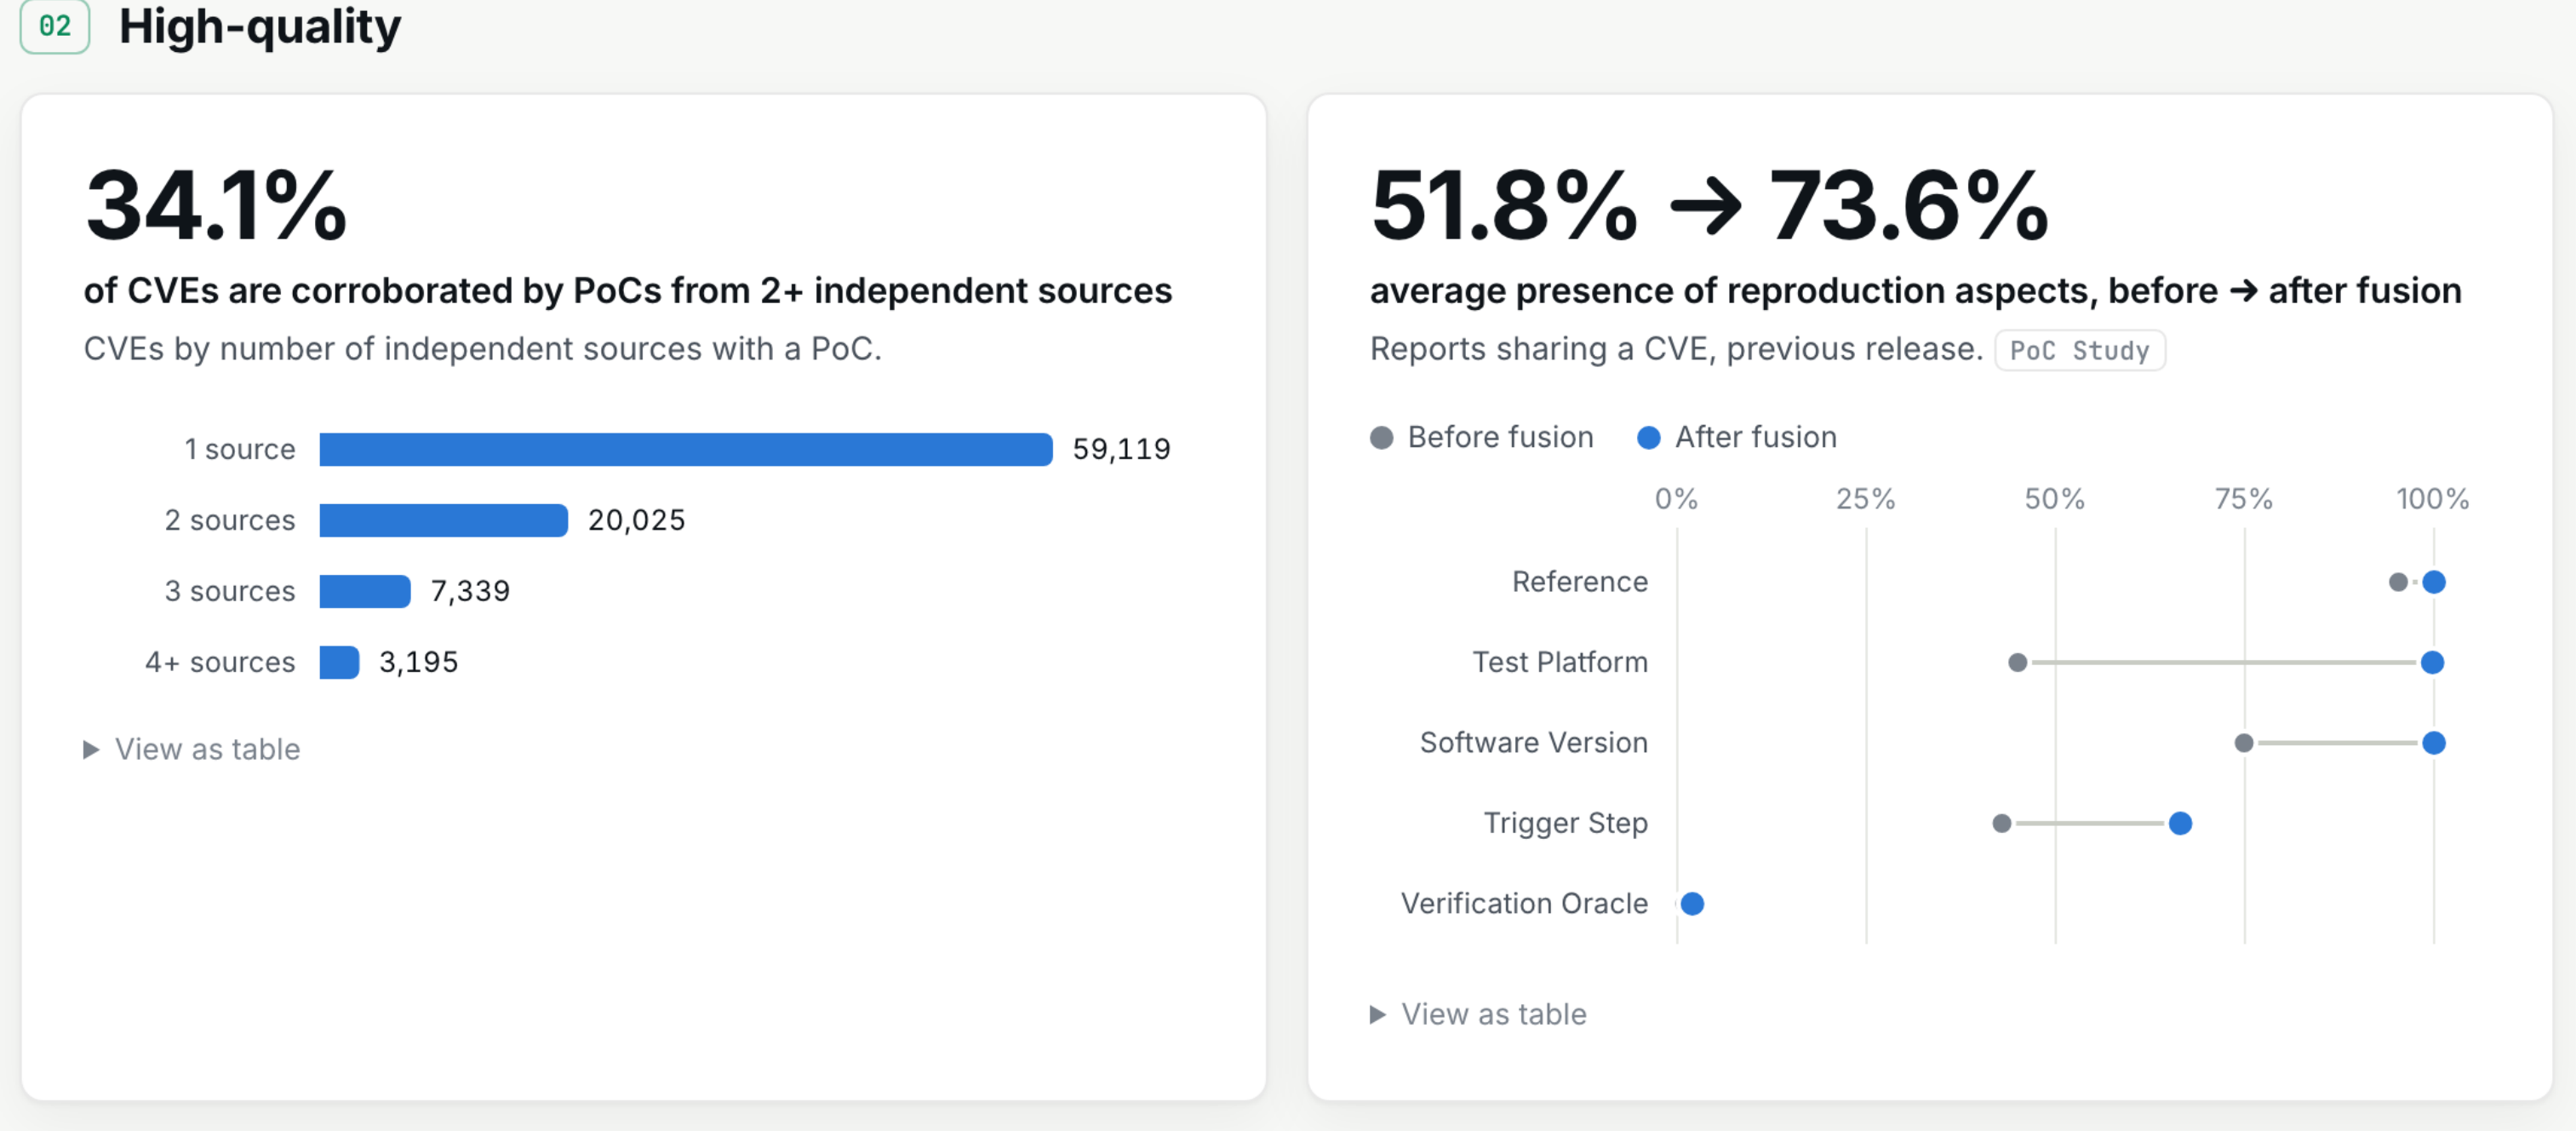 02 High-quality
34.1%
of CVEs are corroborated by PoCs from 2+ independent sources
CVEs by number of independent sources with a PoC.
1 source 59,119
2 sources 20,025
3 sources 7,339
4+ sources 3,195
▶ View as table
51.8% → 73.6%
average presence of reproduction aspects, before → after fusion
Reports sharing a CVE, previous release. PoC Study
Before fusion After fusion
0% 25% 50% 75% 100%
Reference
Test Platform
Software Version
Trigger Step
Verification Oracle
▶ View as table